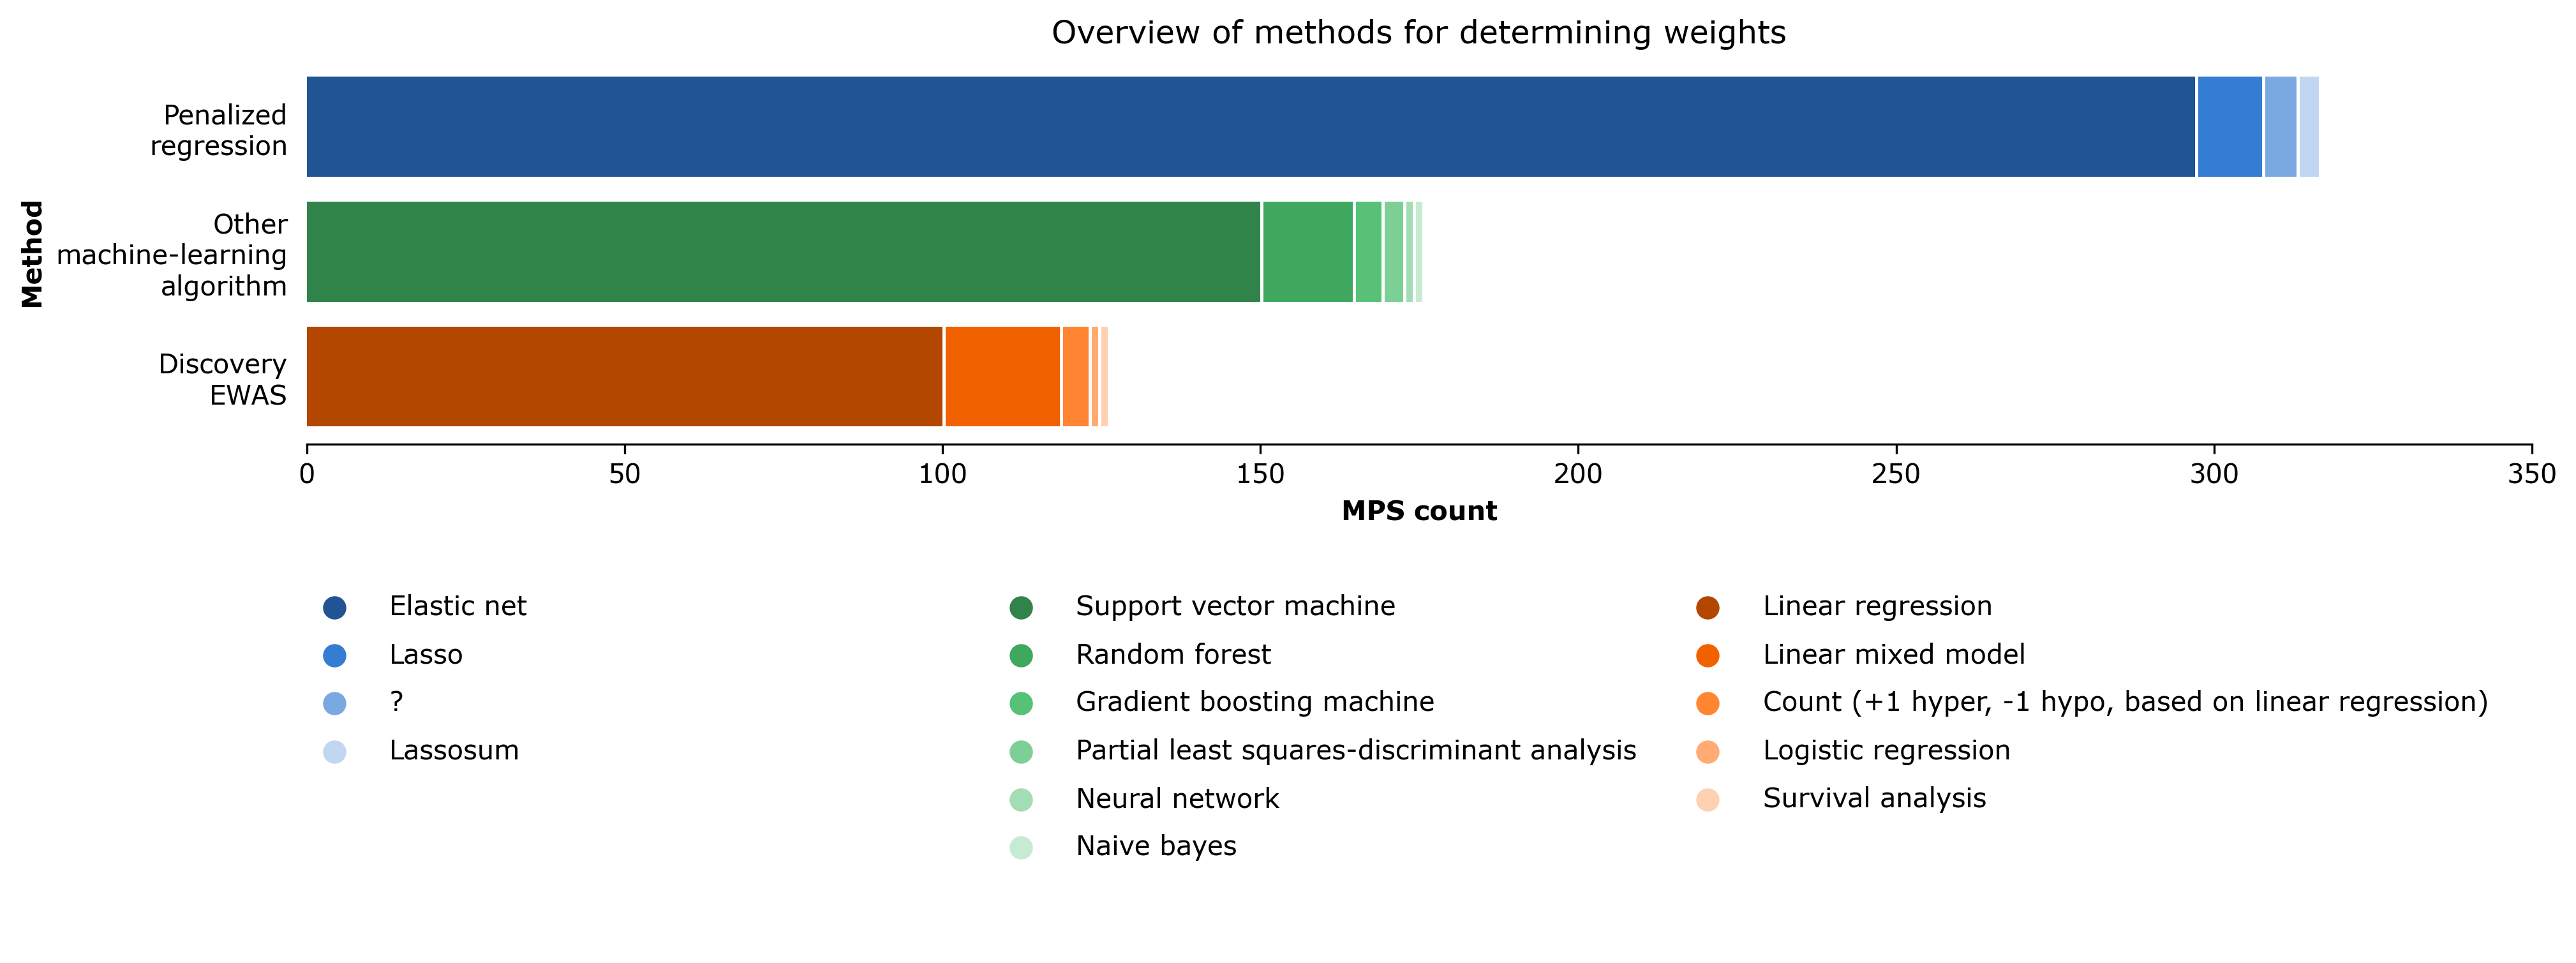 Overview of methods for determining weights
Method
Penalized
regression
Other
machine-learning
algorithm
Discovery
EWAS
0 50 100 150 200 250 300 350
MPS count
Elastic net
Lasso
?
Lassosum
Support vector machine
Random forest
Gradient boosting machine
Partial least squares-discriminant analysis
Neural network
Naive bayes
Linear regression
Linear mixed model
Count (+1 hyper, -1 hypo, based on linear regression)
Logistic regression
Survival analysis